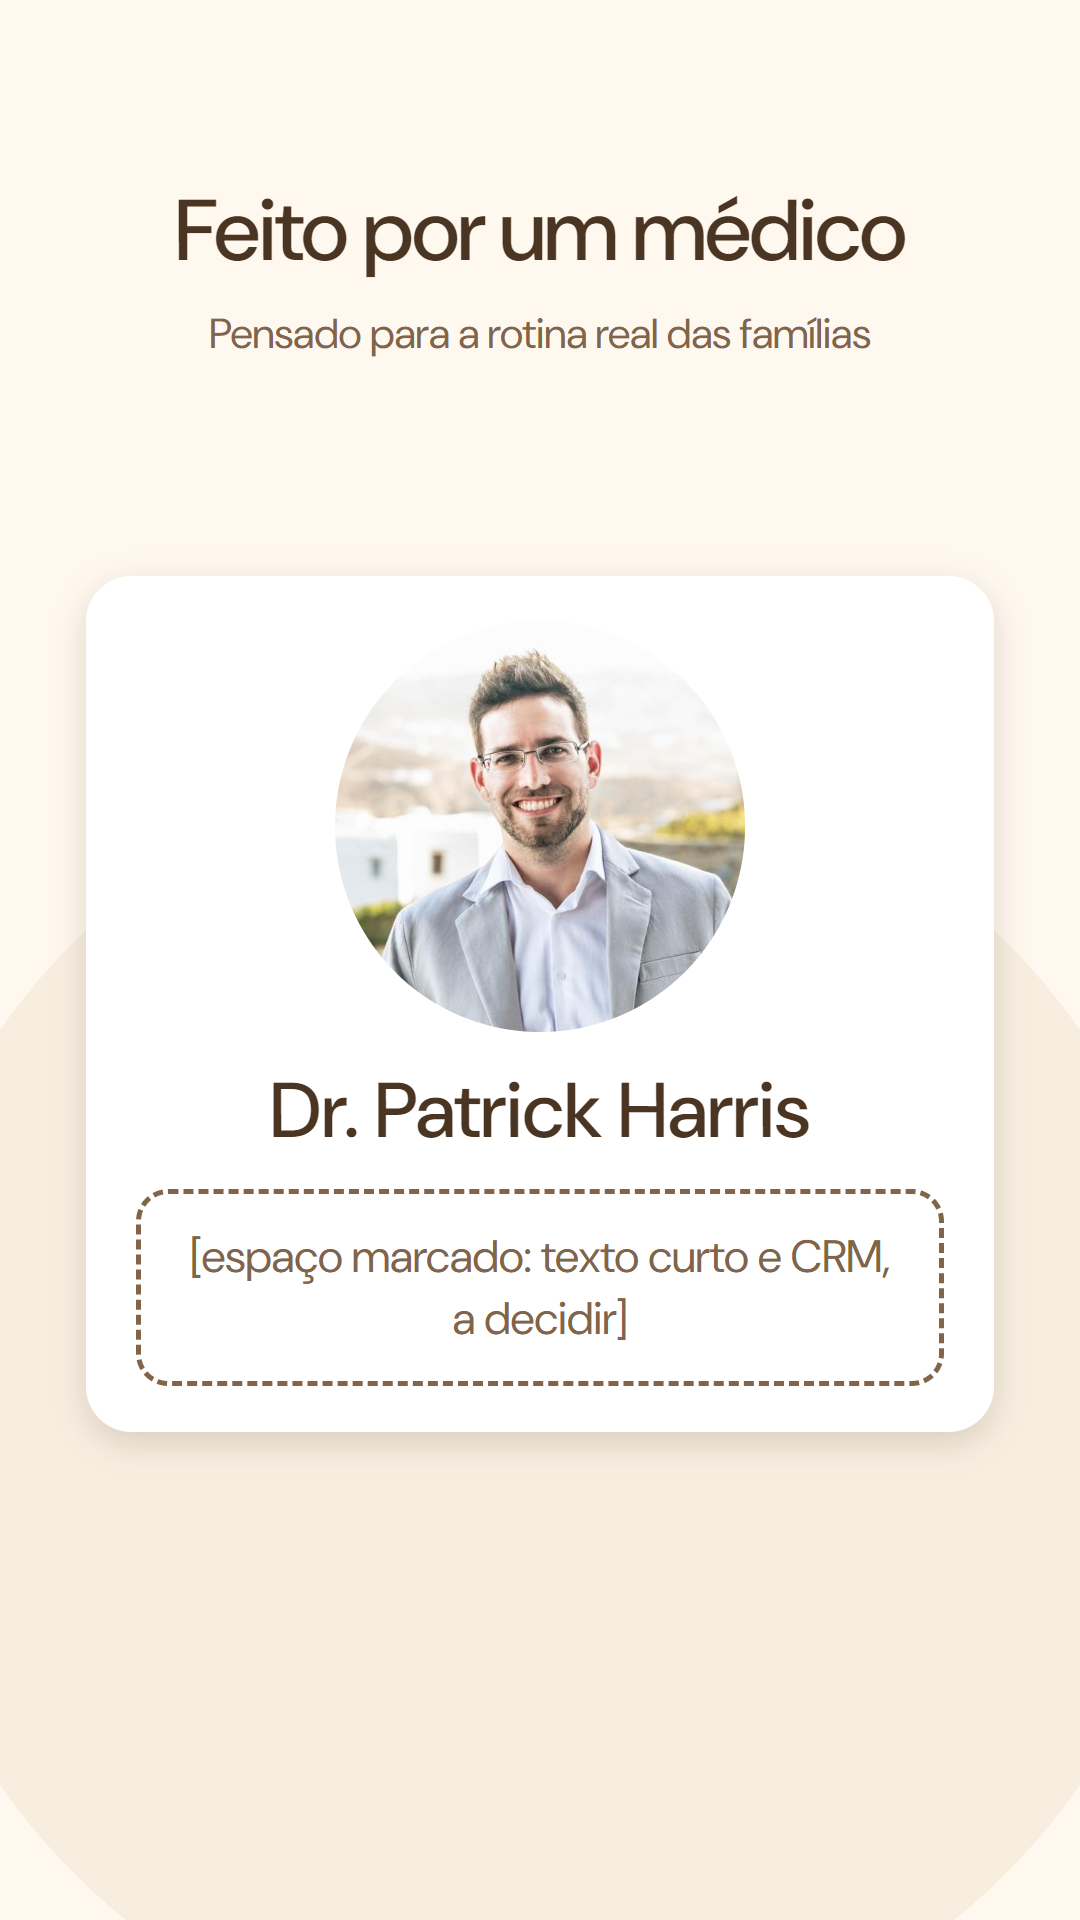 Feito por um médico
Pensado para a rotina real das famílias
Dr. Patrick Harris
[espaço marcado: texto curto e CRM,
a decidir]